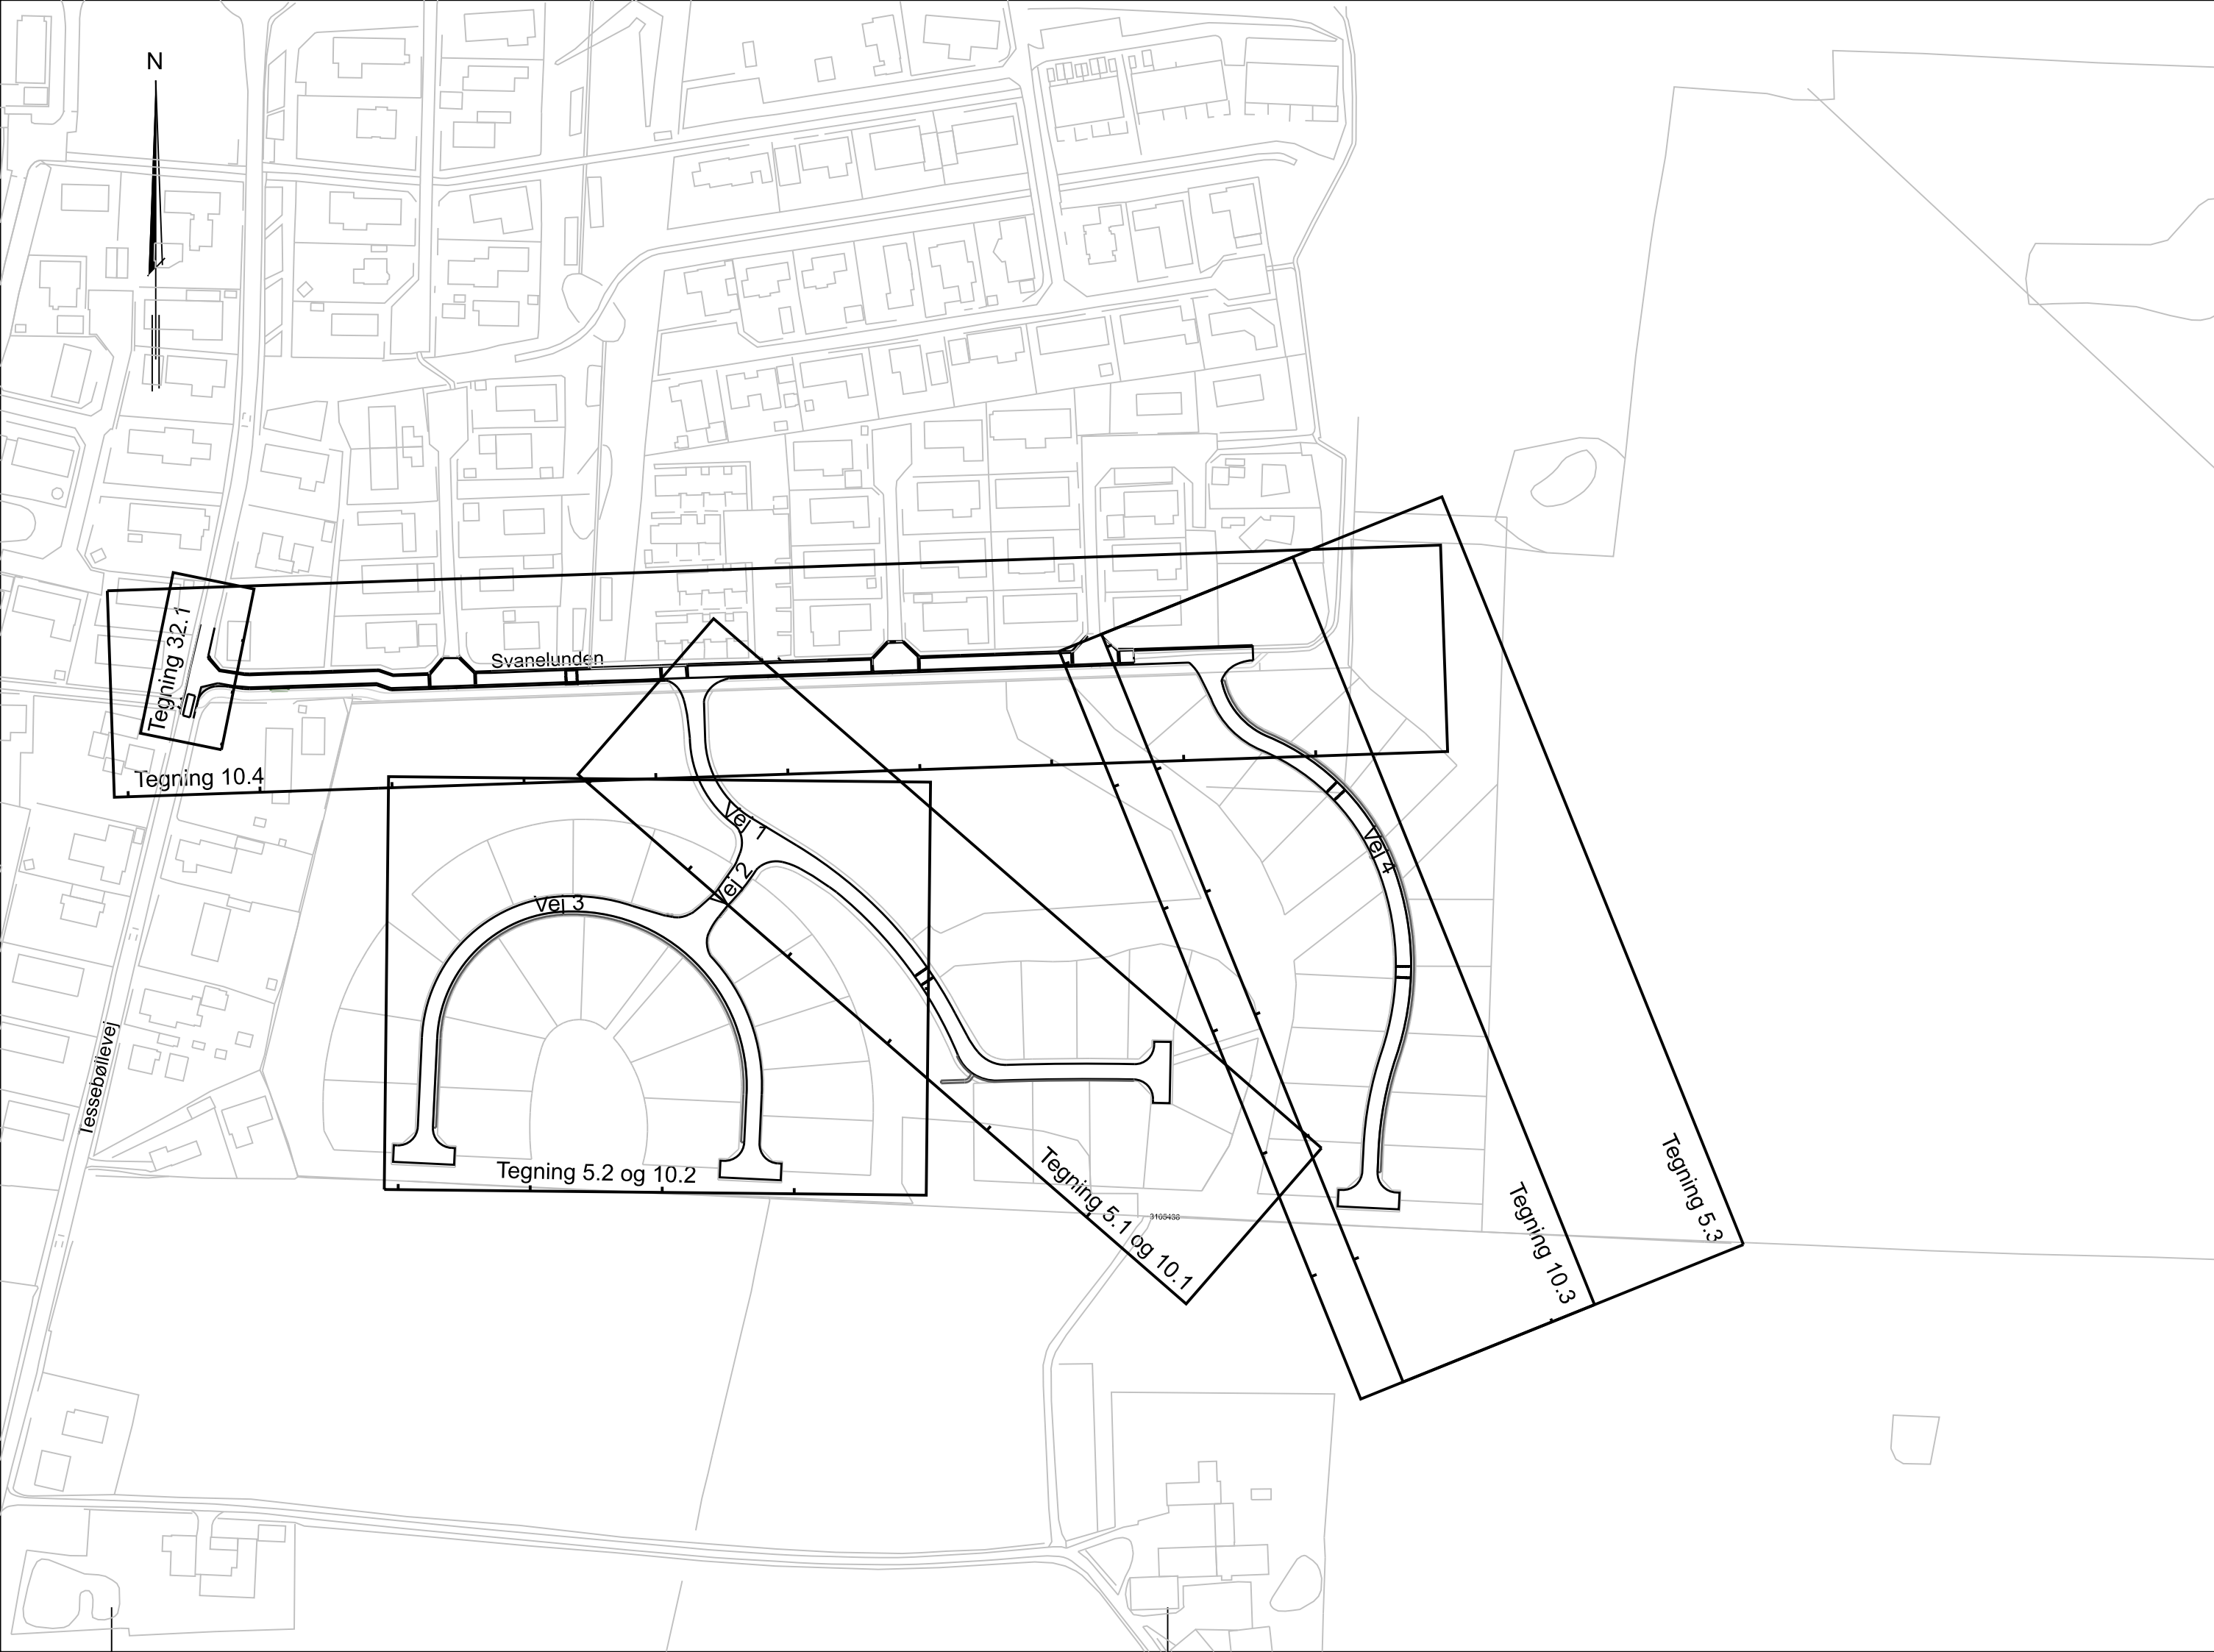 N
Tegning 32.1
Svanelunden
Tegning 10.4
Vej 1
Vej 2
Vej 3
Vej 4
Tessebøllevej
Tegning 5.2 og 10.2
Tegning 5.1 og 10.1
3105438
Tegning 10.3
Tegning 5.3